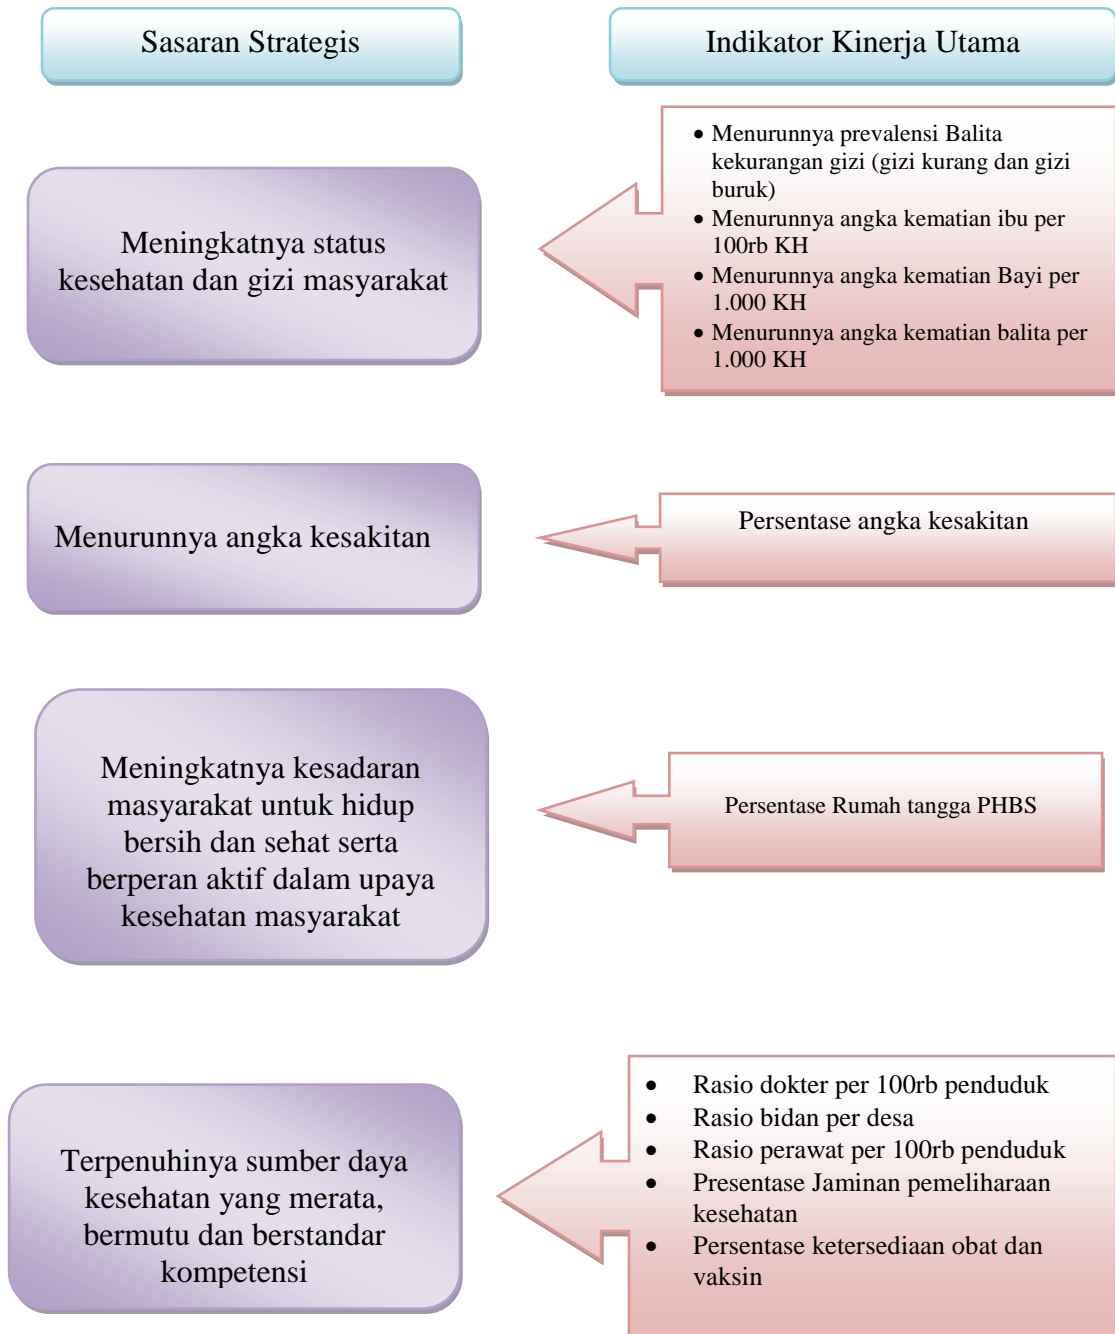 Sasaran Strategis
Indikator Kinerja Utama
Meningkatnya status
kesehatan dan gizi masyarakat
• Menurunnya prevalensi Balita
kekurangan gizi (gizi kurang dan gizi
buruk)
• Menurunnya angka kematian ibu per
100rb KH
• Menurunnya angka kematian Bayi per
1.000 KH
• Menurunnya angka kematian balita per
1.000 KH
Menurunnya angka kesakitan
Persentase angka kesakitan
Meningkatnya kesadaran
masyarakat untuk hidup
bersih dan sehat serta
berperan aktif dalam upaya
kesehatan masyarakat
Persentase Rumah tangga PHBS
Terpenuhinya sumber daya
kesehatan yang merata,
bermutu dan berstandar
kompetensi
• Rasio dokter per 100rb penduduk
• Rasio bidan per desa
• Rasio perawat per 100rb penduduk
• Presentase Jaminan pemeliharaan
kesehatan
• Persentase ketersediaan obat dan
vaksin